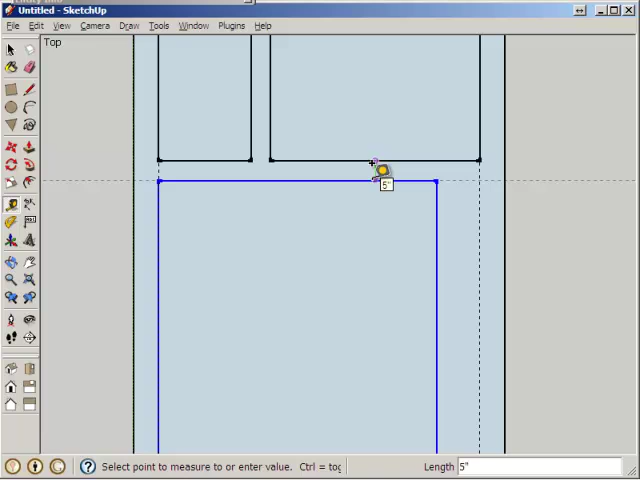 Untitled - SketchUp
File Edit View Camera Draw Tools Window Plugins Help
Top
5"
Select point to measure to or enter value. Ctrl = tog
Length 5"